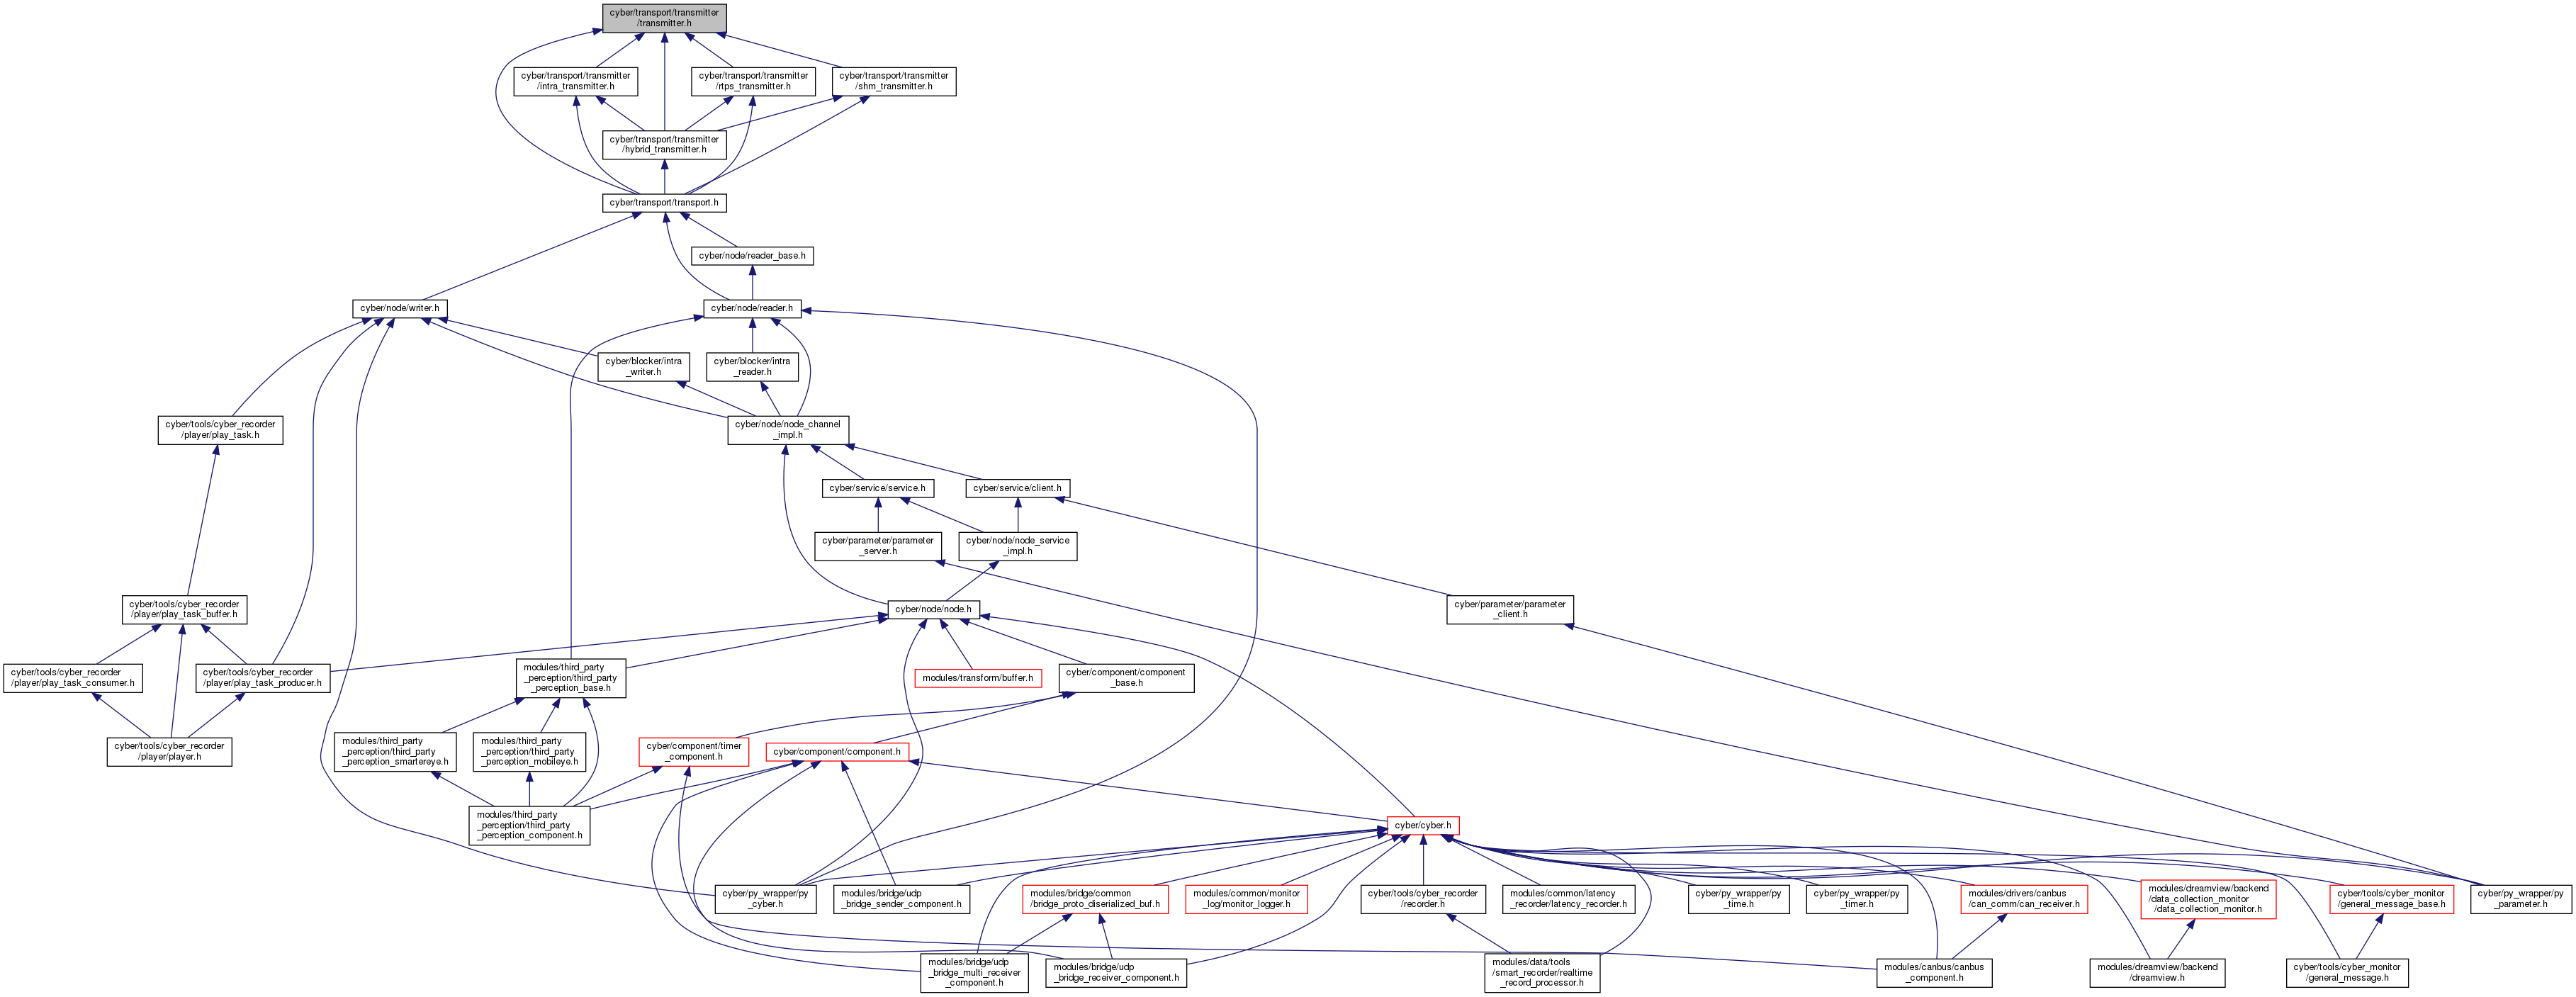 cyber/transport/transmitter
/transmitter.h
cyber/transport/transmitter
/intra_transmitter.h
cyber/transport/transmitter
/rtps_transmitter.h
cyber/transport/transmitter
/shm_transmitter.h
cyber/transport/transmitter
/hybrid_transmitter.h
cyber/transport/transport.h
cyber/node/reader_base.h
cyber/node/writer.h
cyber/node/reader.h
cyber/blocker/intra
_writer.h
cyber/blocker/intra
_reader.h
cyber/tools/cyber_recorder
/player/play_task.h
cyber/node/node_channel
_impl.h
cyber/service/service.h
cyber/service/client.h
cyber/parameter/parameter
_server.h
cyber/node/node_service
_impl.h
cyber/tools/cyber_recorder
/player/play_task_buffer.h
cyber/node/node.h
cyber/parameter/parameter
_client.h
cyber/tools/cyber_recorder
/player/play_task_consumer.h
cyber/tools/cyber_recorder
/player/play_task_producer.h
modules/third_party
_perception/third_party
_perception_base.h
modules/transform/buffer.h
cyber/component/component
_base.h
cyber/tools/cyber_recorder
/player/player.h
modules/third_party
_perception/third_party
_perception_smartereye.h
modules/third_party
_perception/third_party
_perception_mobileye.h
cyber/component/timer
_component.h
cyber/component/component.h
modules/third_party
_perception/third_party
_perception_component.h
cyber/cyber.h
cyber/py_wrapper/py
_cyber.h
modules/bridge/udp
_bridge_sender_component.h
modules/bridge/common
/bridge_proto_diserialized_buf.h
modules/common/monitor
_log/monitor_logger.h
cyber/tools/cyber_recorder
/recorder.h
modules/common/latency
_recorder/latency_recorder.h
cyber/py_wrapper/py
_time.h
cyber/py_wrapper/py
_timer.h
modules/drivers/canbus
/can_comm/can_receiver.h
modules/dreamview/backend
/data_collection_monitor
/data_collection_monitor.h
cyber/tools/cyber_monitor
/general_message_base.h
cyber/py_wrapper/py
_parameter.h
modules/bridge/udp
_bridge_multi_receiver
_component.h
modules/bridge/udp
_bridge_receiver_component.h
modules/data/tools
/smart_recorder/realtime
_record_processor.h
modules/canbus/canbus
_component.h
modules/dreamview/backend
/dreamview.h
cyber/tools/cyber_monitor
/general_message.h